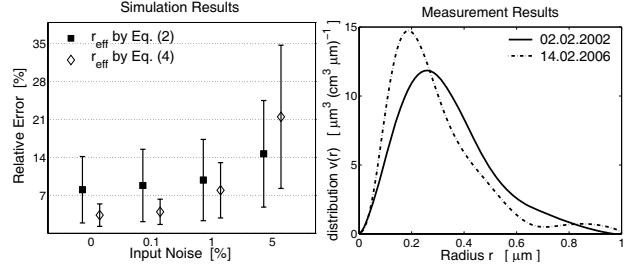 Simulation Results
35
28
21
14
7
Relative Error [%]
r_eff by Eq. (2)
r_eff by Eq. (4)
0
0.1
1
5
Input Noise [%]
Measurement Results
15
10
5
0
distribution v(r) [ μm³ (cm³ μm)⁻¹ ]
02.02.2002
14.02.2006
0
0.2
0.4
0.6
0.8
1
Radius r [ μm]